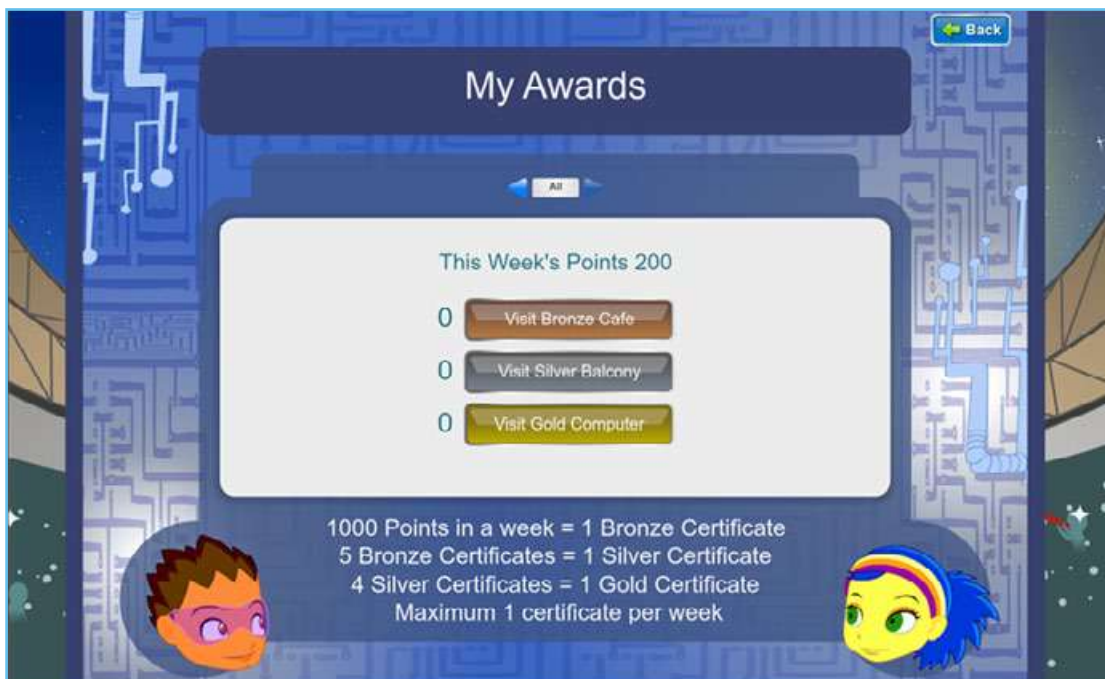 Back
My Awards
All
This Week's Points 200
0 Visit Bronze Cafe
0 Visit Silver Balcony
0 Visit Gold Computer
1000 Points in a week = 1 Bronze Certificate
5 Bronze Certificates = 1 Silver Certificate
4 Silver Certificates = 1 Gold Certificate
Maximum 1 certificate per week